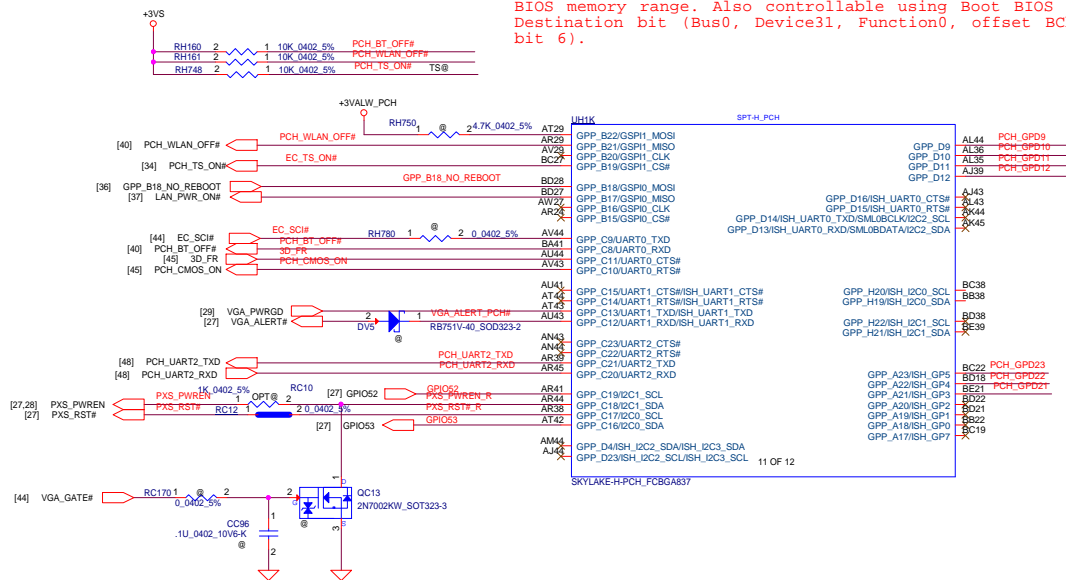 BIOS memory range. Also controllable using Boot BIOS
Destination bit (Bus0, Device31, Function0, offset BC
bit 6).
+3VS
RH160 2 1 10K_0402_5% PCH_BT_OFF#
RH161 2 1 10K_0402_5% PCH_WLAN_OFF#
RH748 2 1 10K_0402_5% PCH_TS_ON# TS@
+3VALW_PCH
RH750 1 @ 2 4.7K_0402_5%
UH1K
SPT-H_PCH
AT29 GPP_B22/GSPI1_MOSI
[40] PCH_WLAN_OFF# PCH_WLAN_OFF# AR29 GPP_B21/GSPI1_MISO
AV29 GPP_B20/GSPI1_CLK
[34] PCH_TS_ON# EC_TS_ON# BC27 GPP_B19/GSPI1_CS#
[36] GPP_B18_NO_REBOOT GPP_B18_NO_REBOOT BD28 GPP_B18/GSPI0_MOSI
[37] LAN_PWR_ON# BD27 GPP_B17/GSPI0_MISO
AW27 GPP_B16/GSPI0_CLK
AR24 GPP_B15/GSPI0_CS#
[44] EC_SCI# EC_SCI# RH780 1 @ 2 0_0402_5% AV44 GPP_C9/UART0_TXD
[40] PCH_BT_OFF# PCH_BT_OFF# BA41 GPP_C8/UART0_RXD
[45] 3D_FR 3D_FR AU44 GPP_C11/UART0_CTS#
[45] PCH_CMOS_ON PCH_CMOS_ON AV43 GPP_C10/UART0_RTS#
AU41 GPP_C15/UART1_CTS#/ISH_UART1_CTS#
AT44 GPP_C14/UART1_RTS#/ISH_UART1_RTS#
[29] VGA_PWRGD AT43 GPP_C13/UART1_TXD/ISH_UART1_TXD
[27] VGA_ALERT# 2 1 VGA_ALERT_PCH# AU43 GPP_C12/UART1_RXD/ISH_UART1_RXD
DV5 RB751V-40_SOD323-2
@
AN43 GPP_C23/UART2_CTS#
AN44 GPP_C22/UART2_RTS#
[48] PCH_UART2_TXD PCH_UART2_TXD AR39 GPP_C21/UART2_TXD
[48] PCH_UART2_RXD PCH_UART2_RXD AR45 GPP_C20/UART2_RXD
1K_0402_5% RC10
[27] GPIO52 GPIO52 AR41 GPP_C19/I2C1_SCL
[27,28] PXS_PWREN PXS_PWREN 1 OPT@ 2 PXS_PWREN_R AR44 GPP_C18/I2C1_SDA
[27] PXS_RST# PXS_RST# RC12 1 2 0_0402_5% PXS_RST#_R AR38 GPP_C17/I2C0_SCL
[27] GPIO53 GPIO53 AT42 GPP_C16/I2C0_SDA
AM44 GPP_D4/ISH_I2C2_SDA/ISH_I2C3_SDA
AJ44 GPP_D23/ISH_I2C2_SCL/ISH_I2C3_SCL
11 OF 12
SKYLAKE-H-PCH_FCBGA837
GPP_D9 AL44 PCH_GPD9
GPP_D10 AL36 PCH_GPD10
GPP_D11 AL35 PCH_GPD11
GPP_D12 AJ39 PCH_GPD12
GPP_D16/ISH_UART0_CTS# AJ43
GPP_D15/ISH_UART0_RTS# AL43
GPP_D14/ISH_UART0_TXD/SML0BCLK/I2C2_SCL AK44
GPP_D13/ISH_UART0_RXD/SML0BDATA/I2C2_SDA AK45
GPP_H20/ISH_I2C0_SCL BC38
GPP_H19/ISH_I2C0_SDA BB38
GPP_H22/ISH_I2C1_SCL BD38
GPP_H21/ISH_I2C1_SDA BE39
GPP_A23/ISH_GP5 BC22 PCH_GPD23
GPP_A22/ISH_GP4 BD18 PCH_GPD22
GPP_A21/ISH_GP3 BE21 PCH_GPD21
GPP_A20/ISH_GP2 BD22
GPP_A19/ISH_GP1 BD21
GPP_A18/ISH_GP0 BB22
GPP_A17/ISH_GP7 BC19
[44] VGA_GATE# RC170 1 @ 2
0_0402_5%
2 G 1 D 3 S
QC13
2N7002KW_SOT323-3
@
CC96
.1U_0402_10V6-K
@
1
2